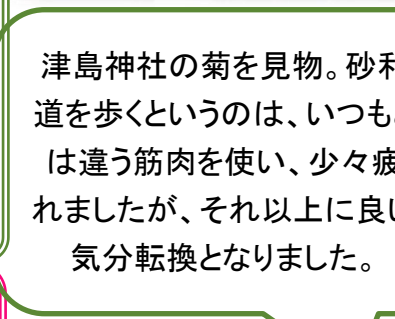 津島神社の菊を見物。砂利
道を歩くというのは、いつも
は違う筋肉を使い、少々疲
れましたが、それ以上に良い
気分転換となりました。